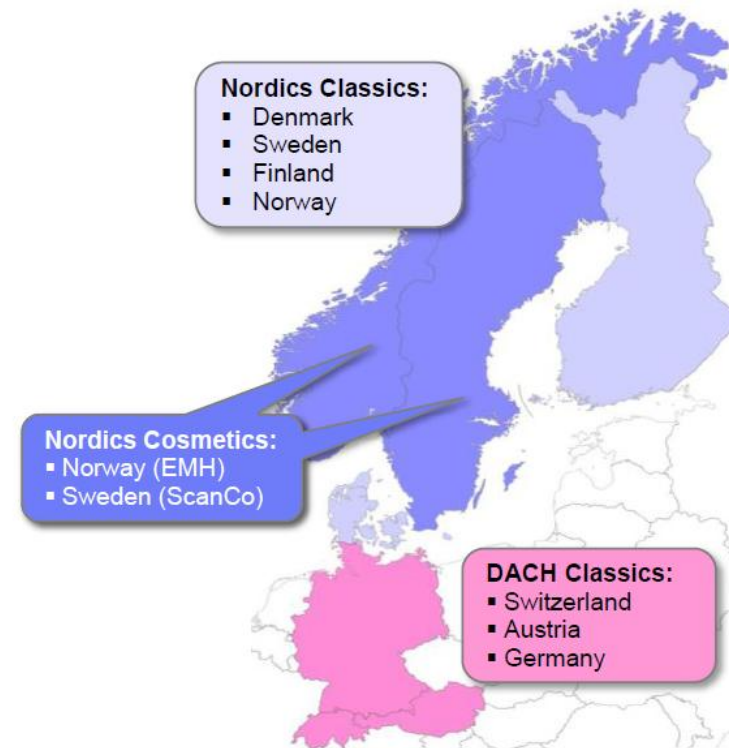 Nordics Classics:
▪ Denmark
▪ Sweden
▪ Finland
▪ Norway
Nordics Cosmetics:
▪ Norway (EMH)
▪ Sweden (ScanCo)
DACH Classics:
▪ Switzerland
▪ Austria
▪ Germany